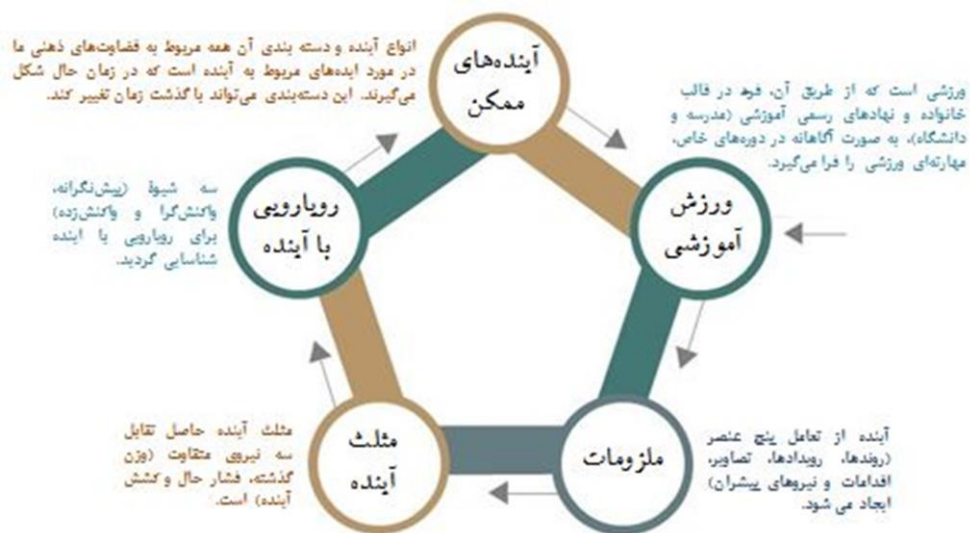 آینده‌های
ممکن
انواع آینده و دسته بندی آن همه مربوط به قضاوت‌های ذهنی ما
در مورد ایده‌های مربوط به آینده است که در زمان حال شکل
می‌گیرند. این دسته‌بندی می‌تواند با گذشت زمان تغییر کند.
ورزش
آموزشی
ورزشی است که از طریق آن، فرد در قالب
خانواده و نهادهای رسمی آموزشی (مدرسه و
دانشگاه)، به صورت آگاهانه در دوره‌های خاص،
مهارتهای ورزشی را فرا می‌گیرد.
ملزومات
آینده از تعامل پنج عنصر
(روندها، رویدادها، تصاویر،
اقدامات و نیروهای پیشران)
ایجاد می شود.
مثلث
آینده
مثلث آینده حاصل تقابل
سه نیروی متفاوت (وزن
گذشته، فشار حال و کشش
آینده) است.
رویارویی
با آینده
سه شیوۀ (پیش‌نگرانه،
واکنش‌گرا و واکنش‌زده)
برای رویارویی با آینده
شناسایی گردید.